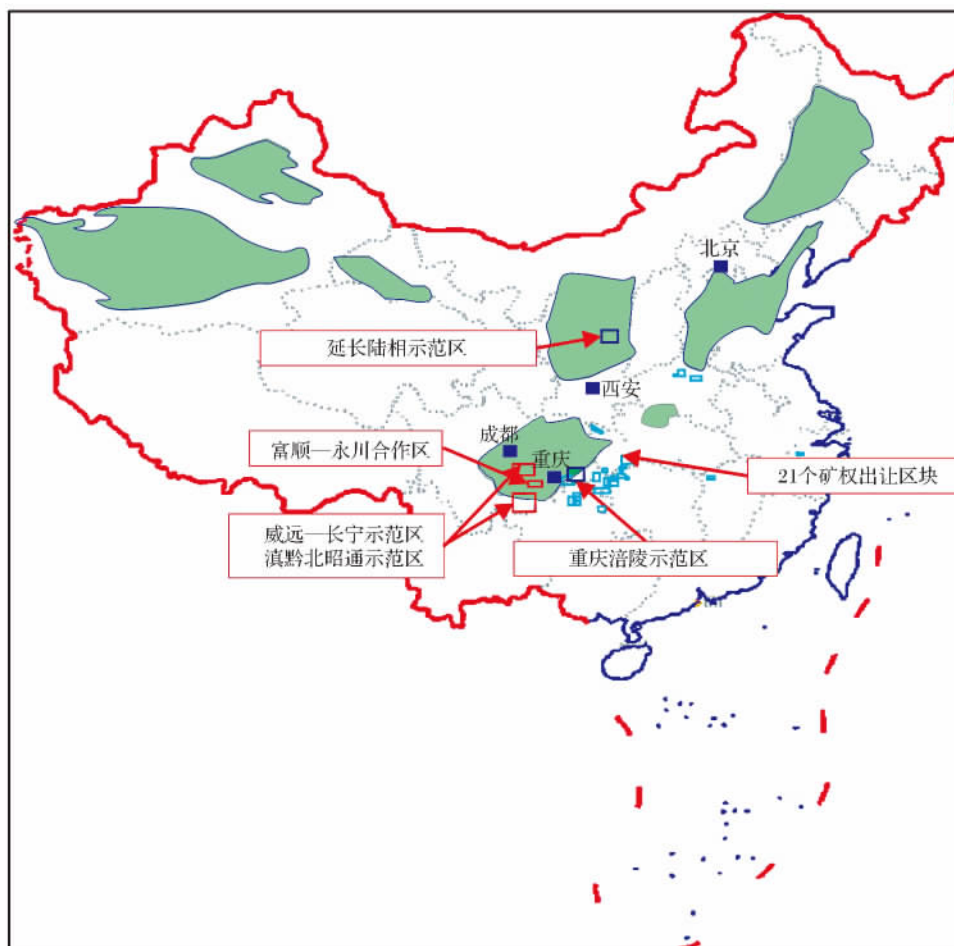 北京
延长陆相示范区
西安
成都
富顺—永川合作区
重庆
21个矿权出让区块
威远—长宁示范区
滇黔北昭通示范区
重庆涪陵示范区